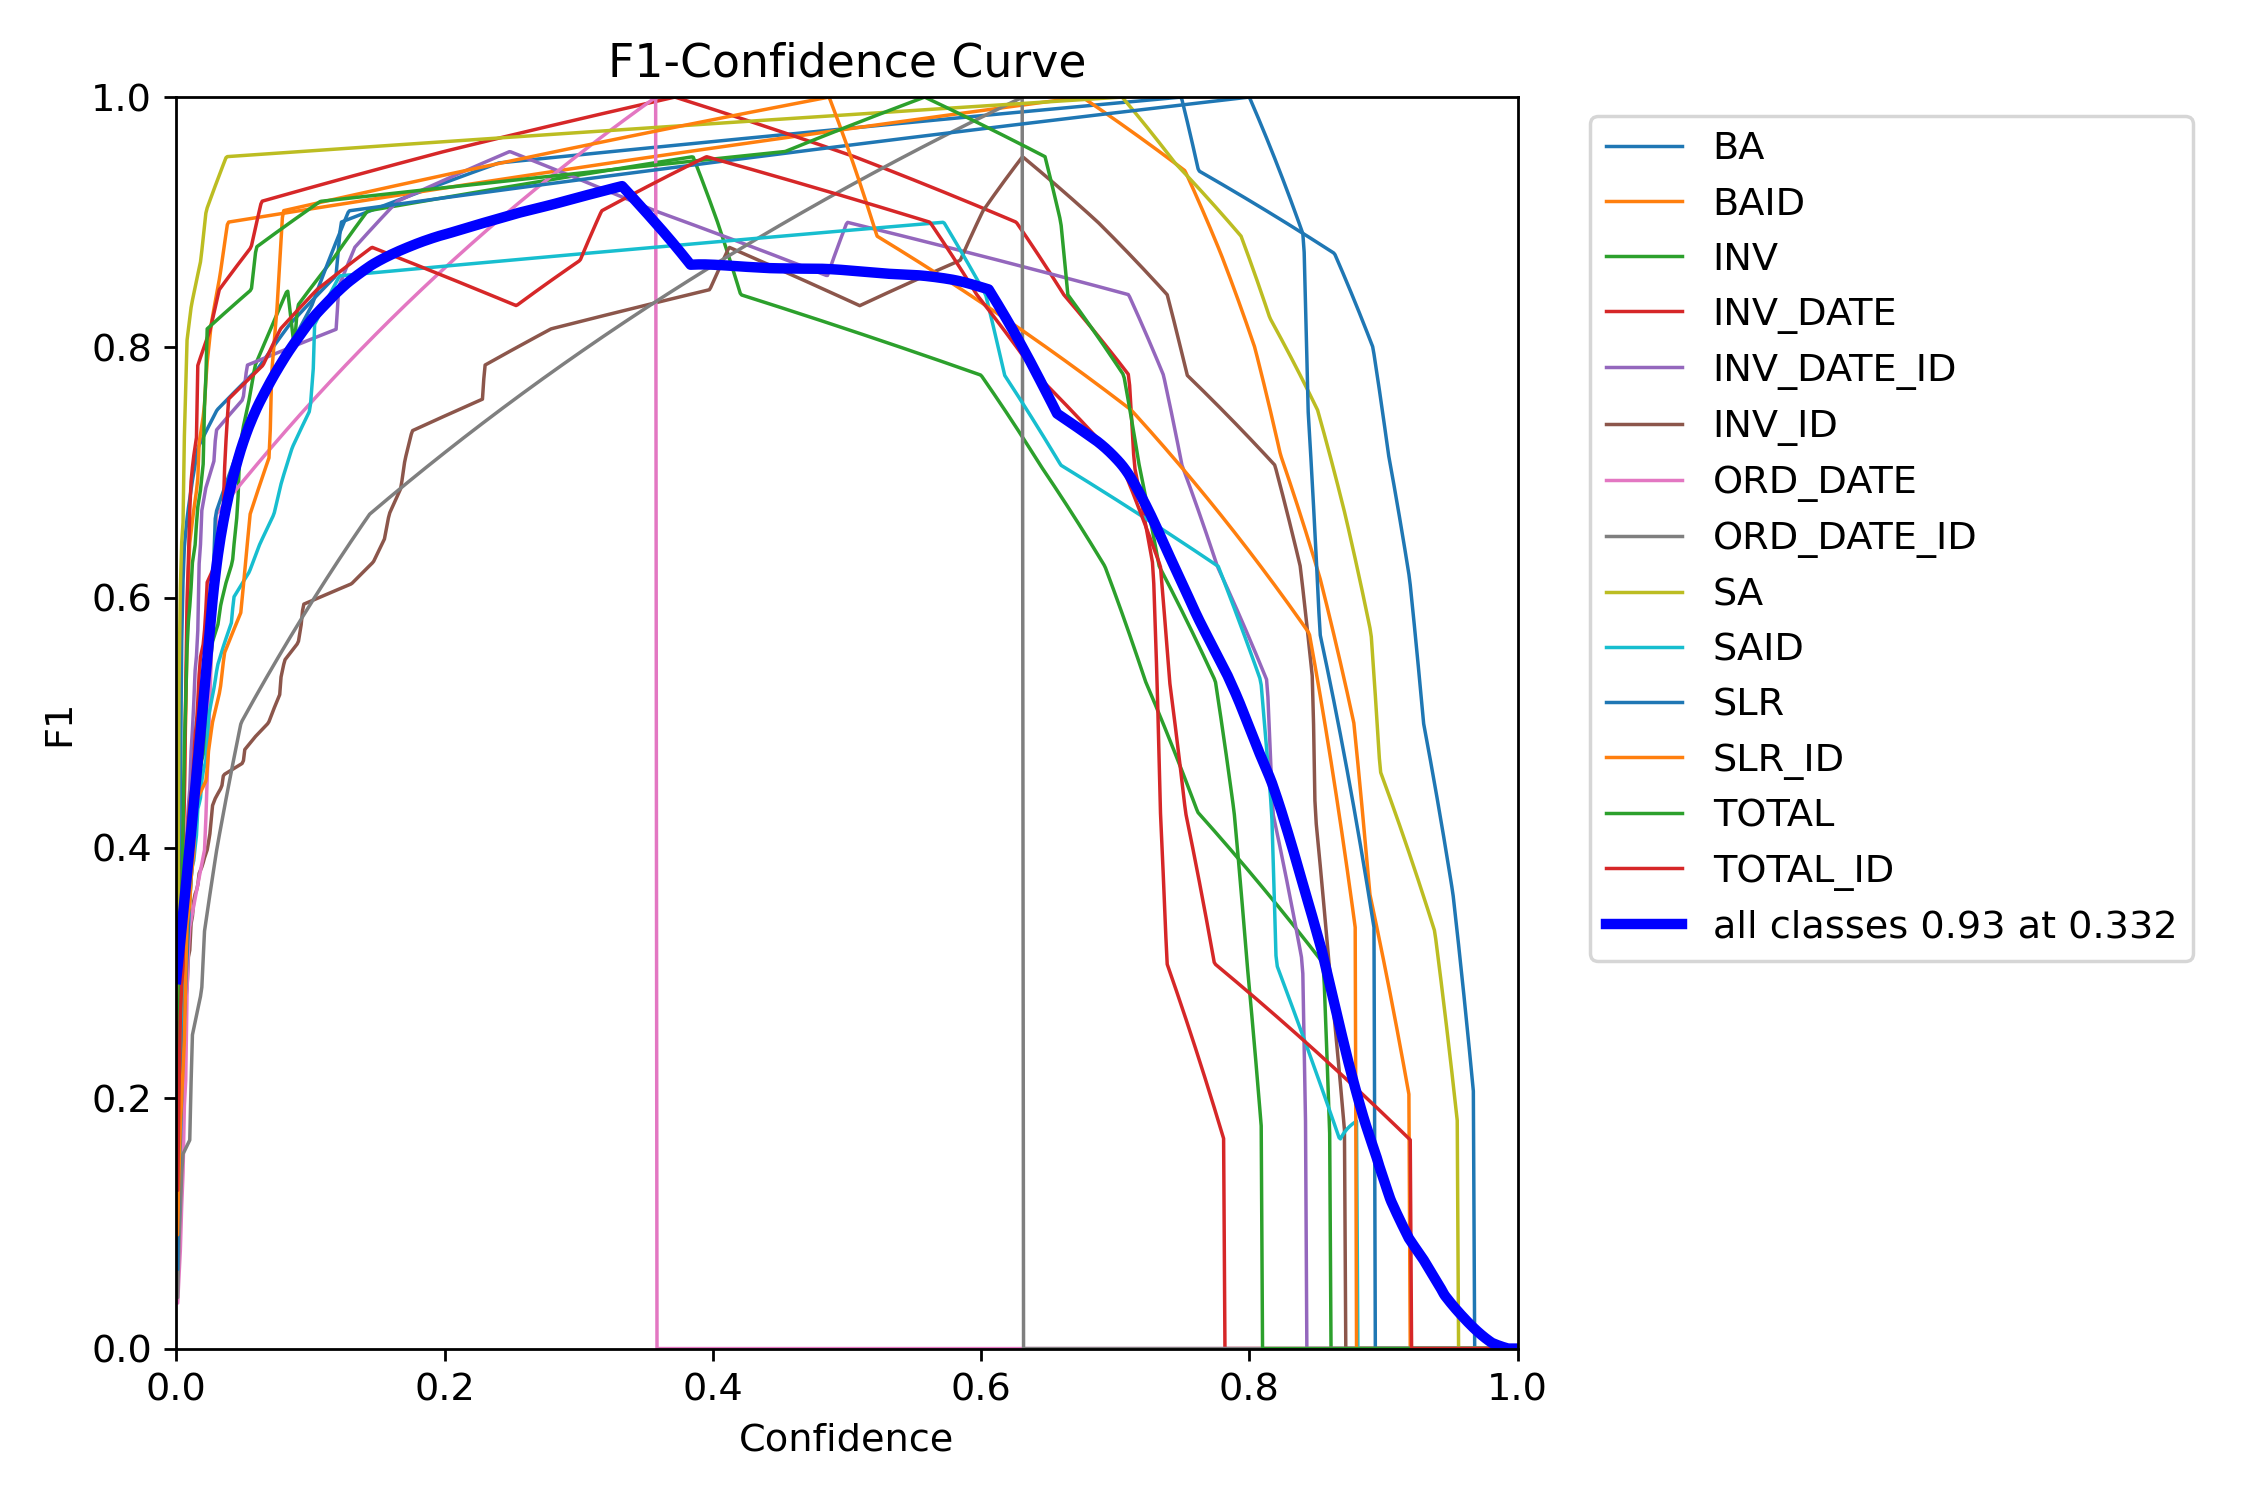 F1-Confidence Curve
1.0
0.8
0.6
0.4
0.2
0.0
F1
0.0 0.2 0.4 0.6 0.8 1.0
Confidence
BA
BAID
INV
INV_DATE
INV_DATE_ID
INV_ID
ORD_DATE
ORD_DATE_ID
SA
SAID
SLR
SLR_ID
TOTAL
TOTAL_ID
all classes 0.93 at 0.332